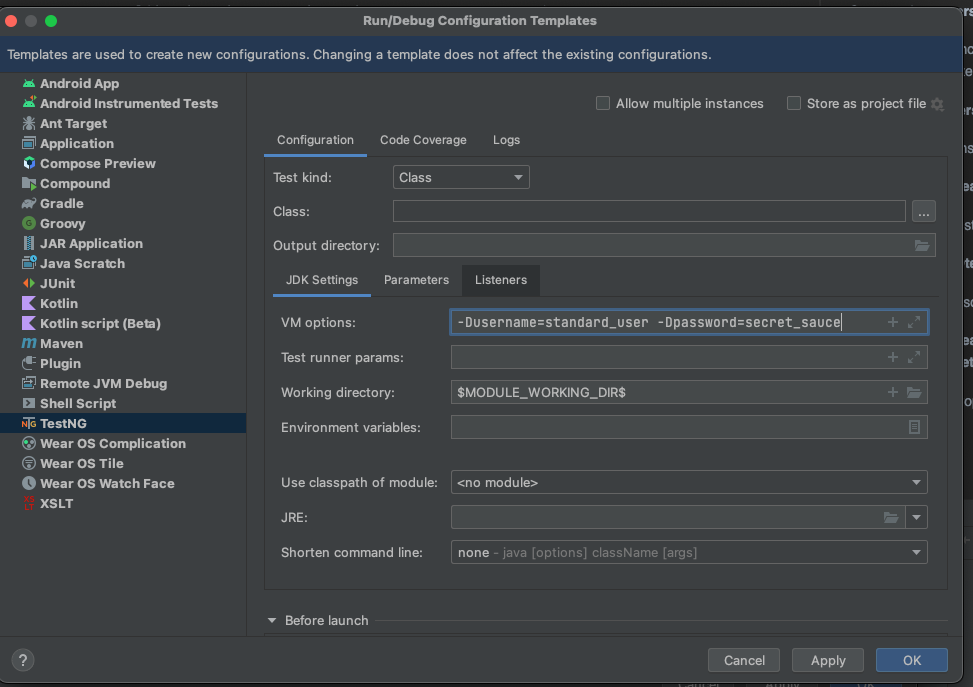 Run/Debug Configuration Templates
Templates are used to create new configurations. Changing a template does not affect the existing configurations.
Android App
Android Instrumented Tests
Ant Target
Application
Compose Preview
Compound
Gradle
Groovy
JAR Application
Java Scratch
JUnit
Kotlin
Kotlin script (Beta)
Maven
Plugin
Remote JVM Debug
Shell Script
TestNG
Wear OS Complication
Wear OS Tile
Wear OS Watch Face
XSLT
Allow multiple instances
Store as project file
Configuration Code Coverage Logs
Test kind: Class
Class: ...
Output directory:
JDK Settings Parameters Listeners
VM options: -Dusername=standard_user -Dpassword=secret_sauce
Test runner params:
Working directory: $MODULE_WORKING_DIR$
Environment variables:
Use classpath of module: <no module>
JRE:
Shorten command line: none - java [options] className [args]
Before launch
? Cancel Apply OK